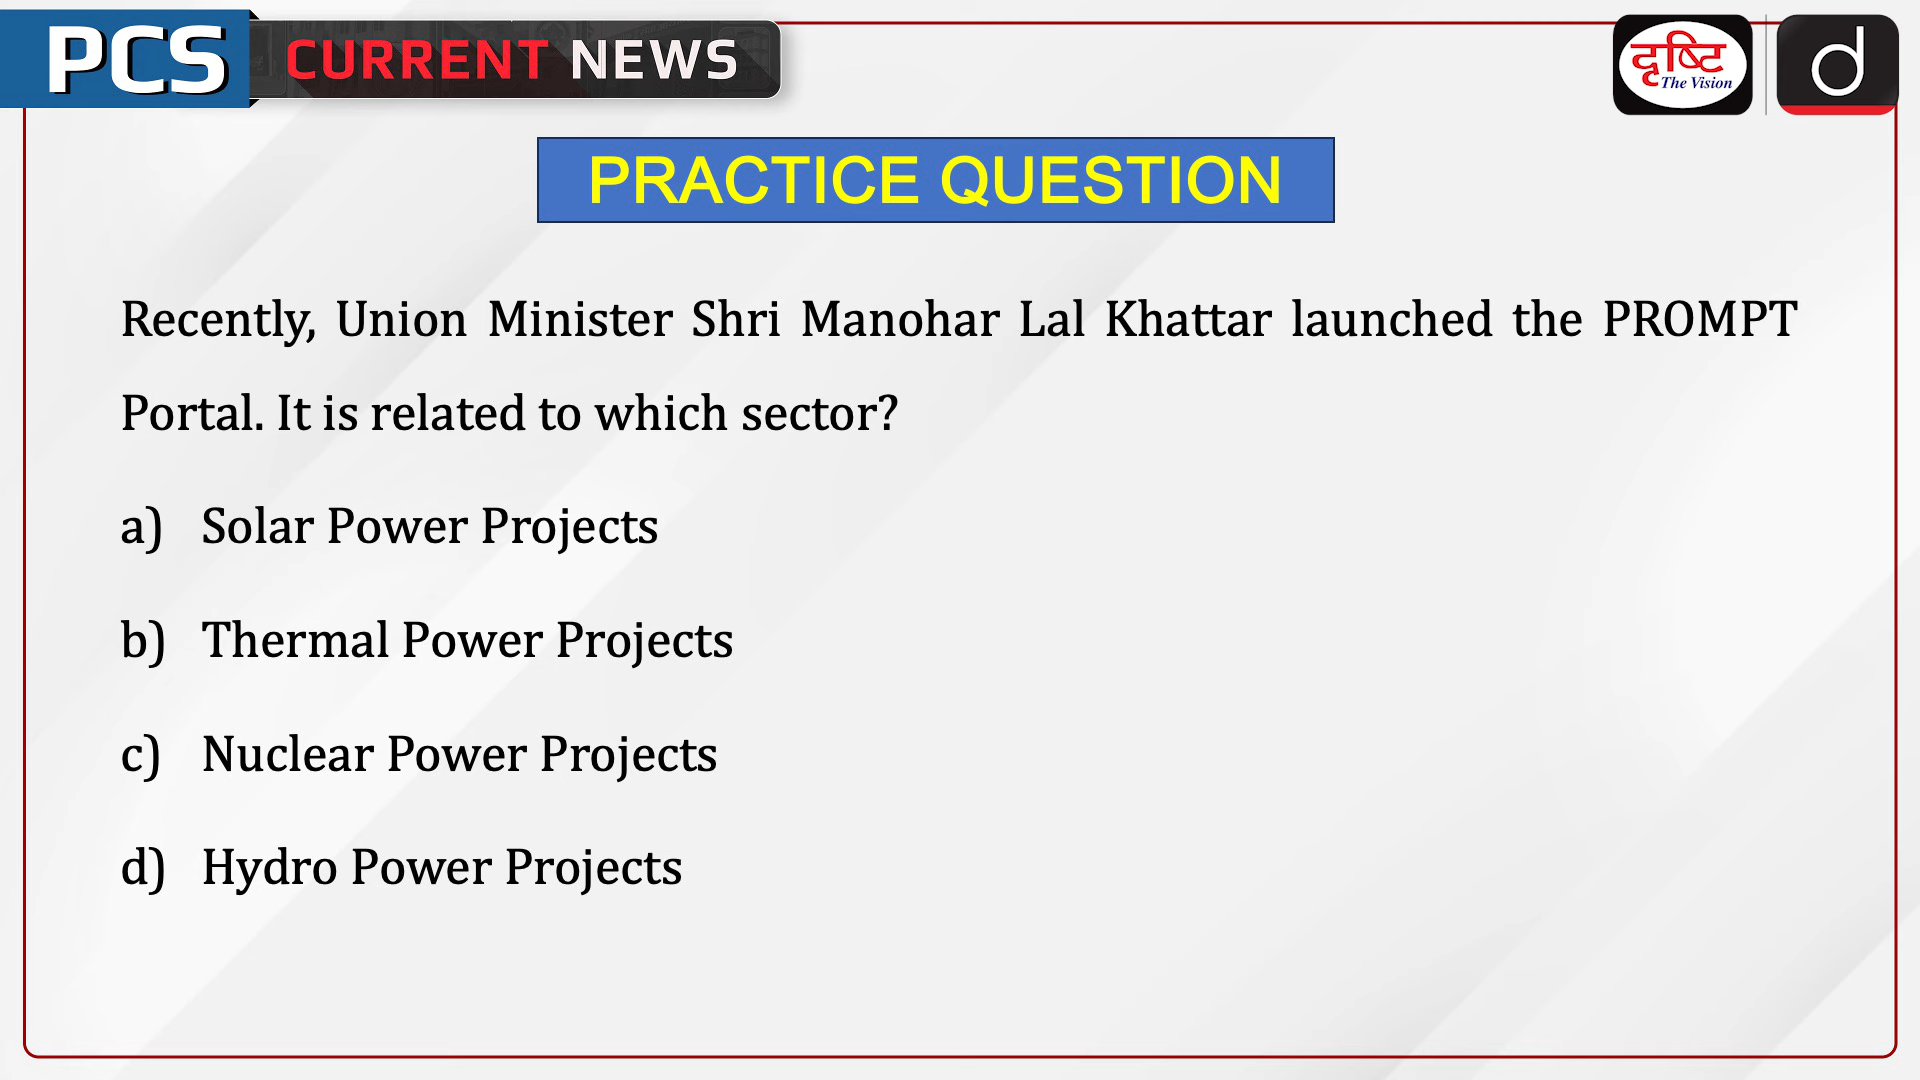 PCS CURRENT NEWS
दृष्टि
The Vision
d
PRACTICE QUESTION
Recently, Union Minister Shri Manohar Lal Khattar launched the PROMPT
Portal. It is related to which sector?
a) Solar Power Projects
b) Thermal Power Projects
c) Nuclear Power Projects
d) Hydro Power Projects